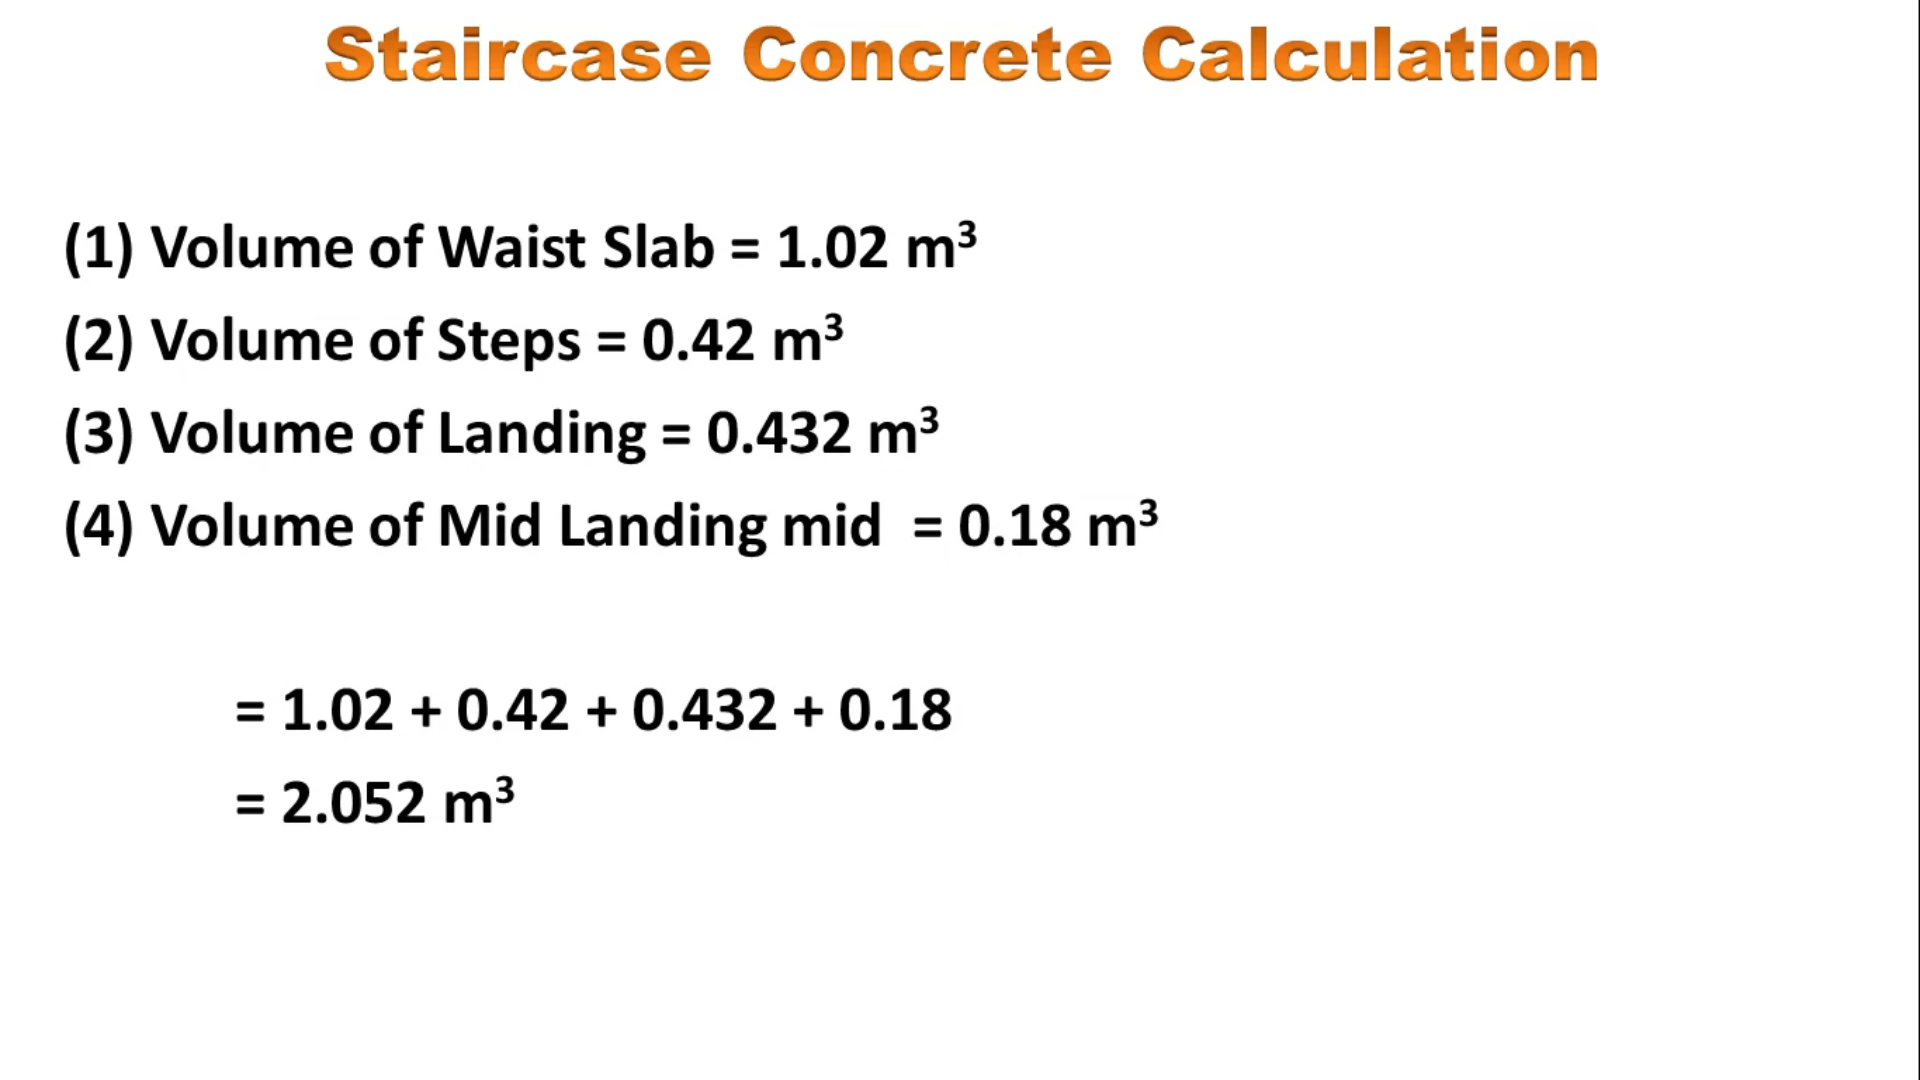 Staircase Concrete Calculation
(1) Volume of Waist Slab = 1.02 m³
(2) Volume of Steps = 0.42 m³
(3) Volume of Landing = 0.432 m³
(4) Volume of Mid Landing mid  = 0.18 m³
= 1.02 + 0.42 + 0.432 + 0.18
= 2.052 m³